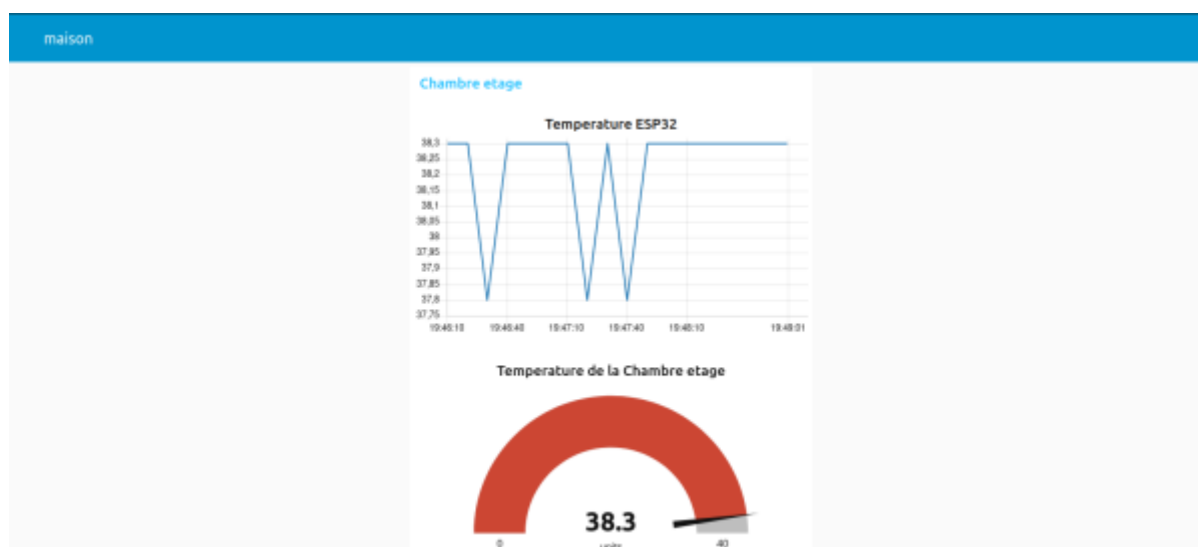 maison
Chambre etage
Temperature ESP32
38,3
38,25
38,2
38,15
38,1
38,05
38
37,95
37,9
37,85
37,8
37,75
19:46:10 19:46:40 19:47:10 19:47:40 19:48:10 19:49:01
Temperature de la Chambre etage
38.3
0 units 40